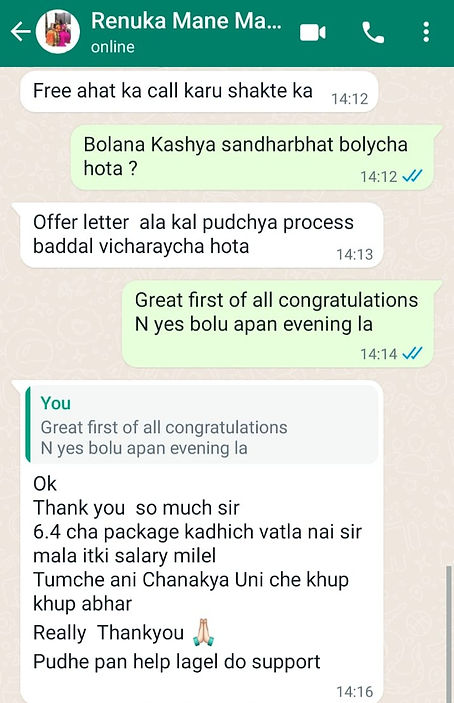 Renuka Mane Ma...
online
Free ahat ka call karu shakte ka
14:12
Bolana Kashya sandharbhat bolycha
hota ?
14:12
Offer letter  ala kal pudchya process
baddal vicharaycha hota
14:13
Great first of all congratulations
N yes bolu apan evening la
14:14
You
Great first of all congratulations
N yes bolu apan evening la
Ok
Thank you  so much sir
6.4 cha package kadhich vatla nai sir
mala itki salary milel
Tumche ani Chanakya Uni che khup
khup abhar
Really  Thankyou 🙏🏻
Pudhe pan help lagel do support
14:16